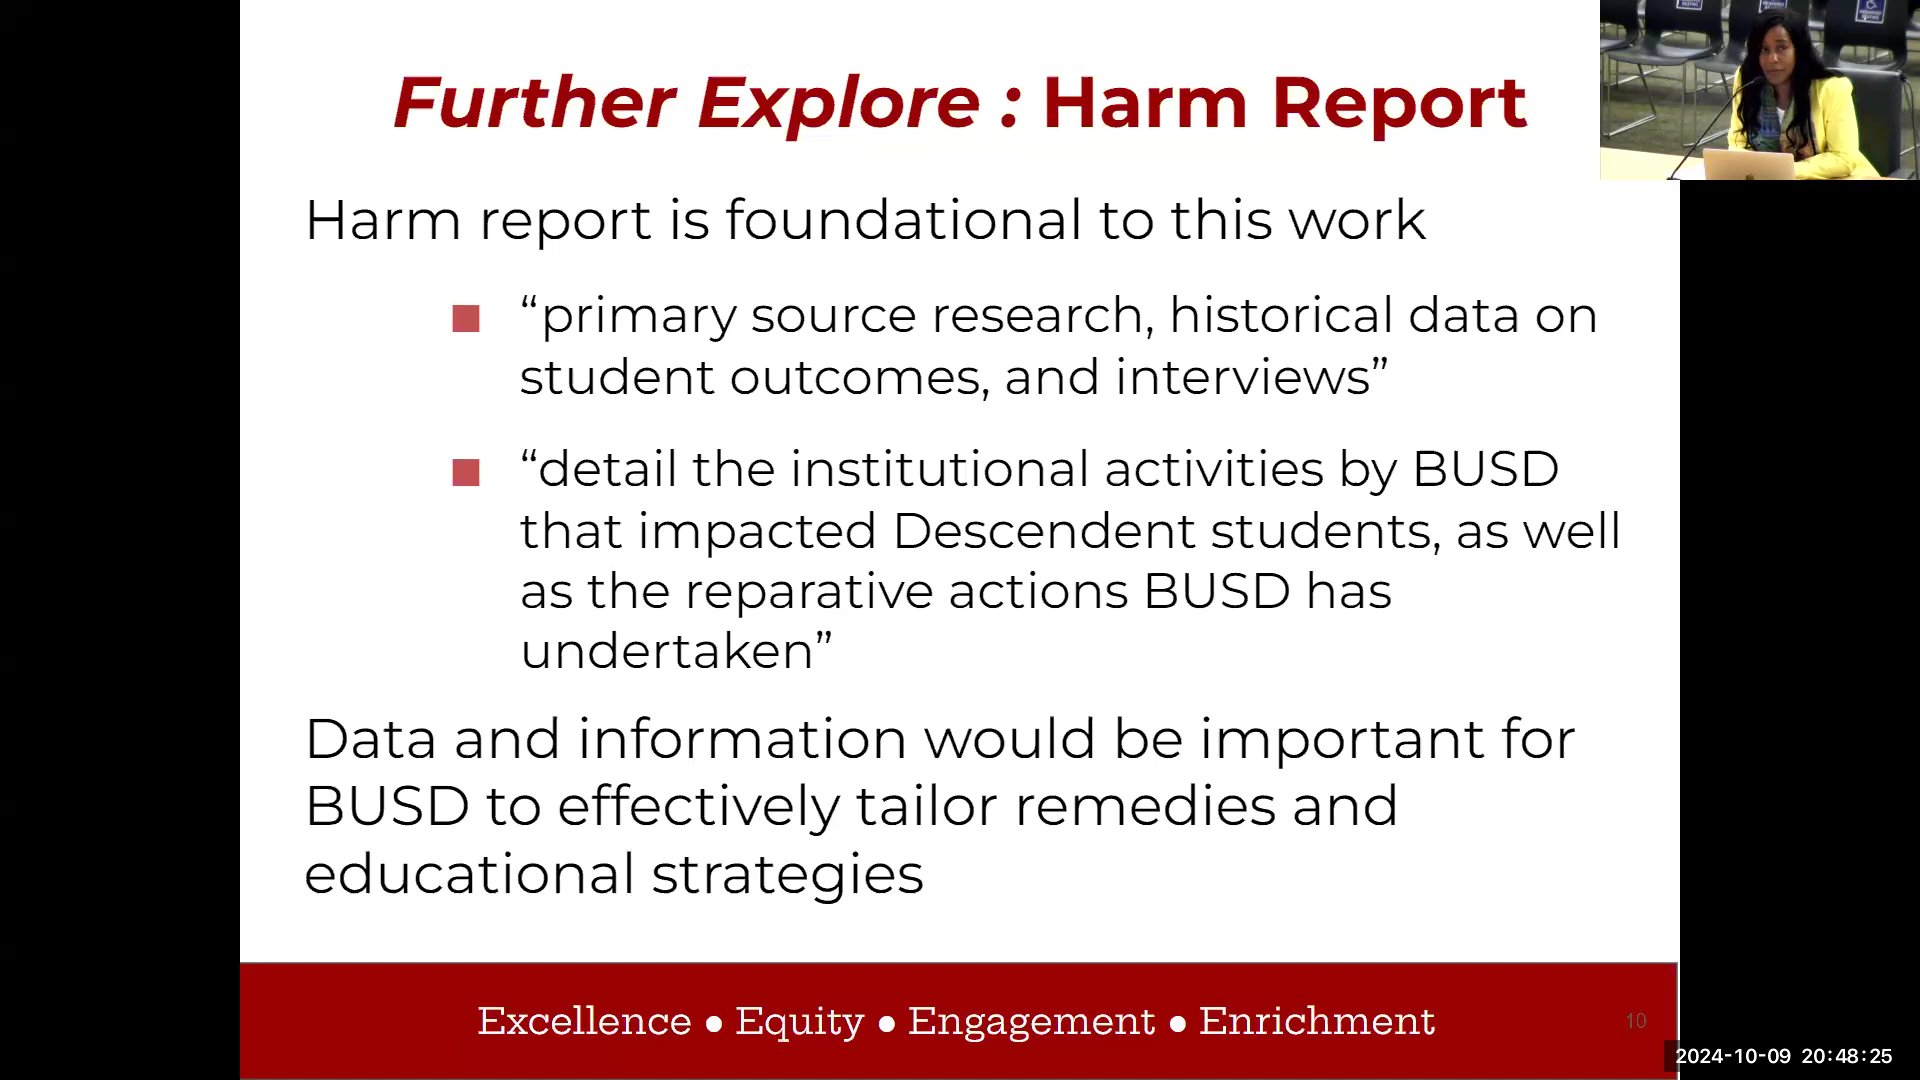 Further Explore : Harm Report
Harm report is foundational to this work
■ “primary source research, historical data on
student outcomes, and interviews”
■ “detail the institutional activities by BUSD
that impacted Descendent students, as well
as the reparative actions BUSD has
undertaken”
Data and information would be important for
BUSD to effectively tailor remedies and
educational strategies
Excellence ● Equity ● Engagement ● Enrichment
10
2024-10-09 20:48:25